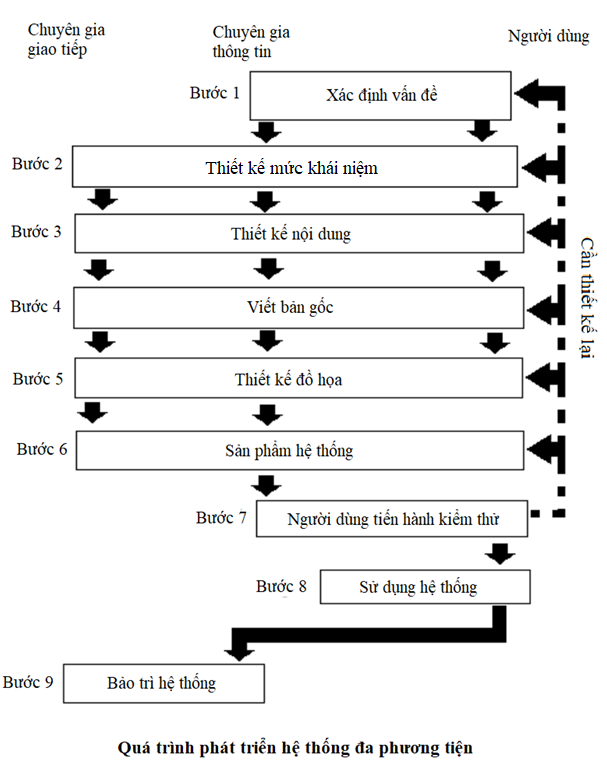 Chuyên gia
giao tiếp
Chuyên gia
thông tin
Người dùng
Bước 1
Xác định vấn đề
Bước 2
Thiết kế mức khái niệm
Bước 3
Thiết kế nội dung
Bước 4
Viết bản gốc
Bước 5
Thiết kế đồ họa
Bước 6
Sản phẩm hệ thống
Bước 7
Người dùng tiến hành kiểm thử
Bước 8
Sử dụng hệ thống
Bước 9
Bảo trì hệ thống
Cần thiết kế lại
Quá trình phát triển hệ thống đa phương tiện